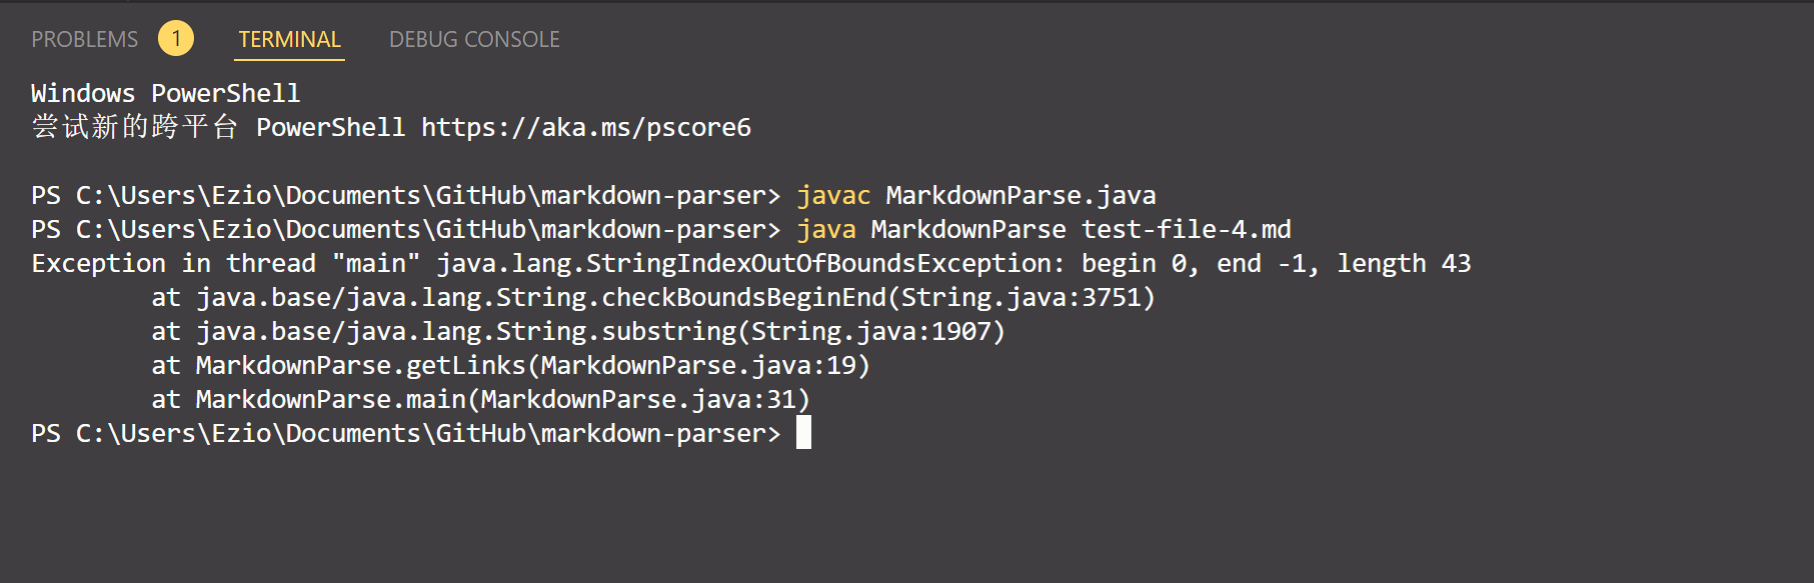 PROBLEMS 1 TERMINAL DEBUG CONSOLE
Windows PowerShell
尝试新的跨平台 PowerShell https://aka.ms/pscore6
PS C:\Users\Ezio\Documents\GitHub\markdown-parser> javac MarkdownParse.java
PS C:\Users\Ezio\Documents\GitHub\markdown-parser> java MarkdownParse test-file-4.md
Exception in thread "main" java.lang.StringIndexOutOfBoundsException: begin 0, end -1, length 43
at java.base/java.lang.String.checkBoundsBeginEnd(String.java:3751)
at java.base/java.lang.String.substring(String.java:1907)
at MarkdownParse.getLinks(MarkdownParse.java:19)
at MarkdownParse.main(MarkdownParse.java:31)
PS C:\Users\Ezio\Documents\GitHub\markdown-parser>